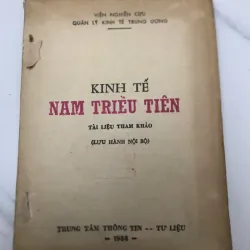 VIỆN NGHIÊN CỨU
QUẢN LÝ KINH TẾ TRUNG ƯƠNG
KINH TẾ
NAM TRIỀU TIÊN
TÀI LIỆU THAM KHẢO
(LƯU HÀNH NỘI BỘ)
TRUNG TÂM THÔNG TIN -- TƯ LIỆU
- 1988 -